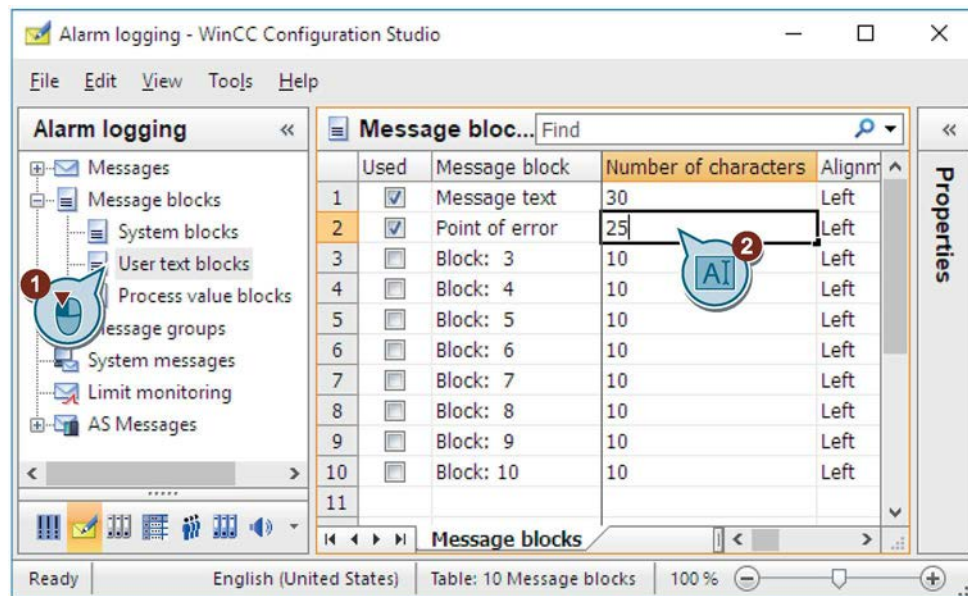 Alarm logging - WinCC Configuration Studio
File Edit View Tools Help
Alarm logging «
Messages
Message blocks
System blocks
User text blocks
Process value blocks
essage groups
System messages
Limit monitoring
AS Messages
1
Message bloc... Find
Used Message block Number of characters Alignm
1 Message text 30 Left
2 Point of error 25 Left
3 Block: 3 10 Left
4 Block: 4 10 Left
5 Block: 5 10 Left
6 Block: 6 10 Left
7 Block: 7 10 Left
8 Block: 8 10 Left
9 Block: 9 10 Left
10 Block: 10 10 Left
11
2
AI
Message blocks
« Properties
Ready English (United States) Table: 10 Message blocks 100 %